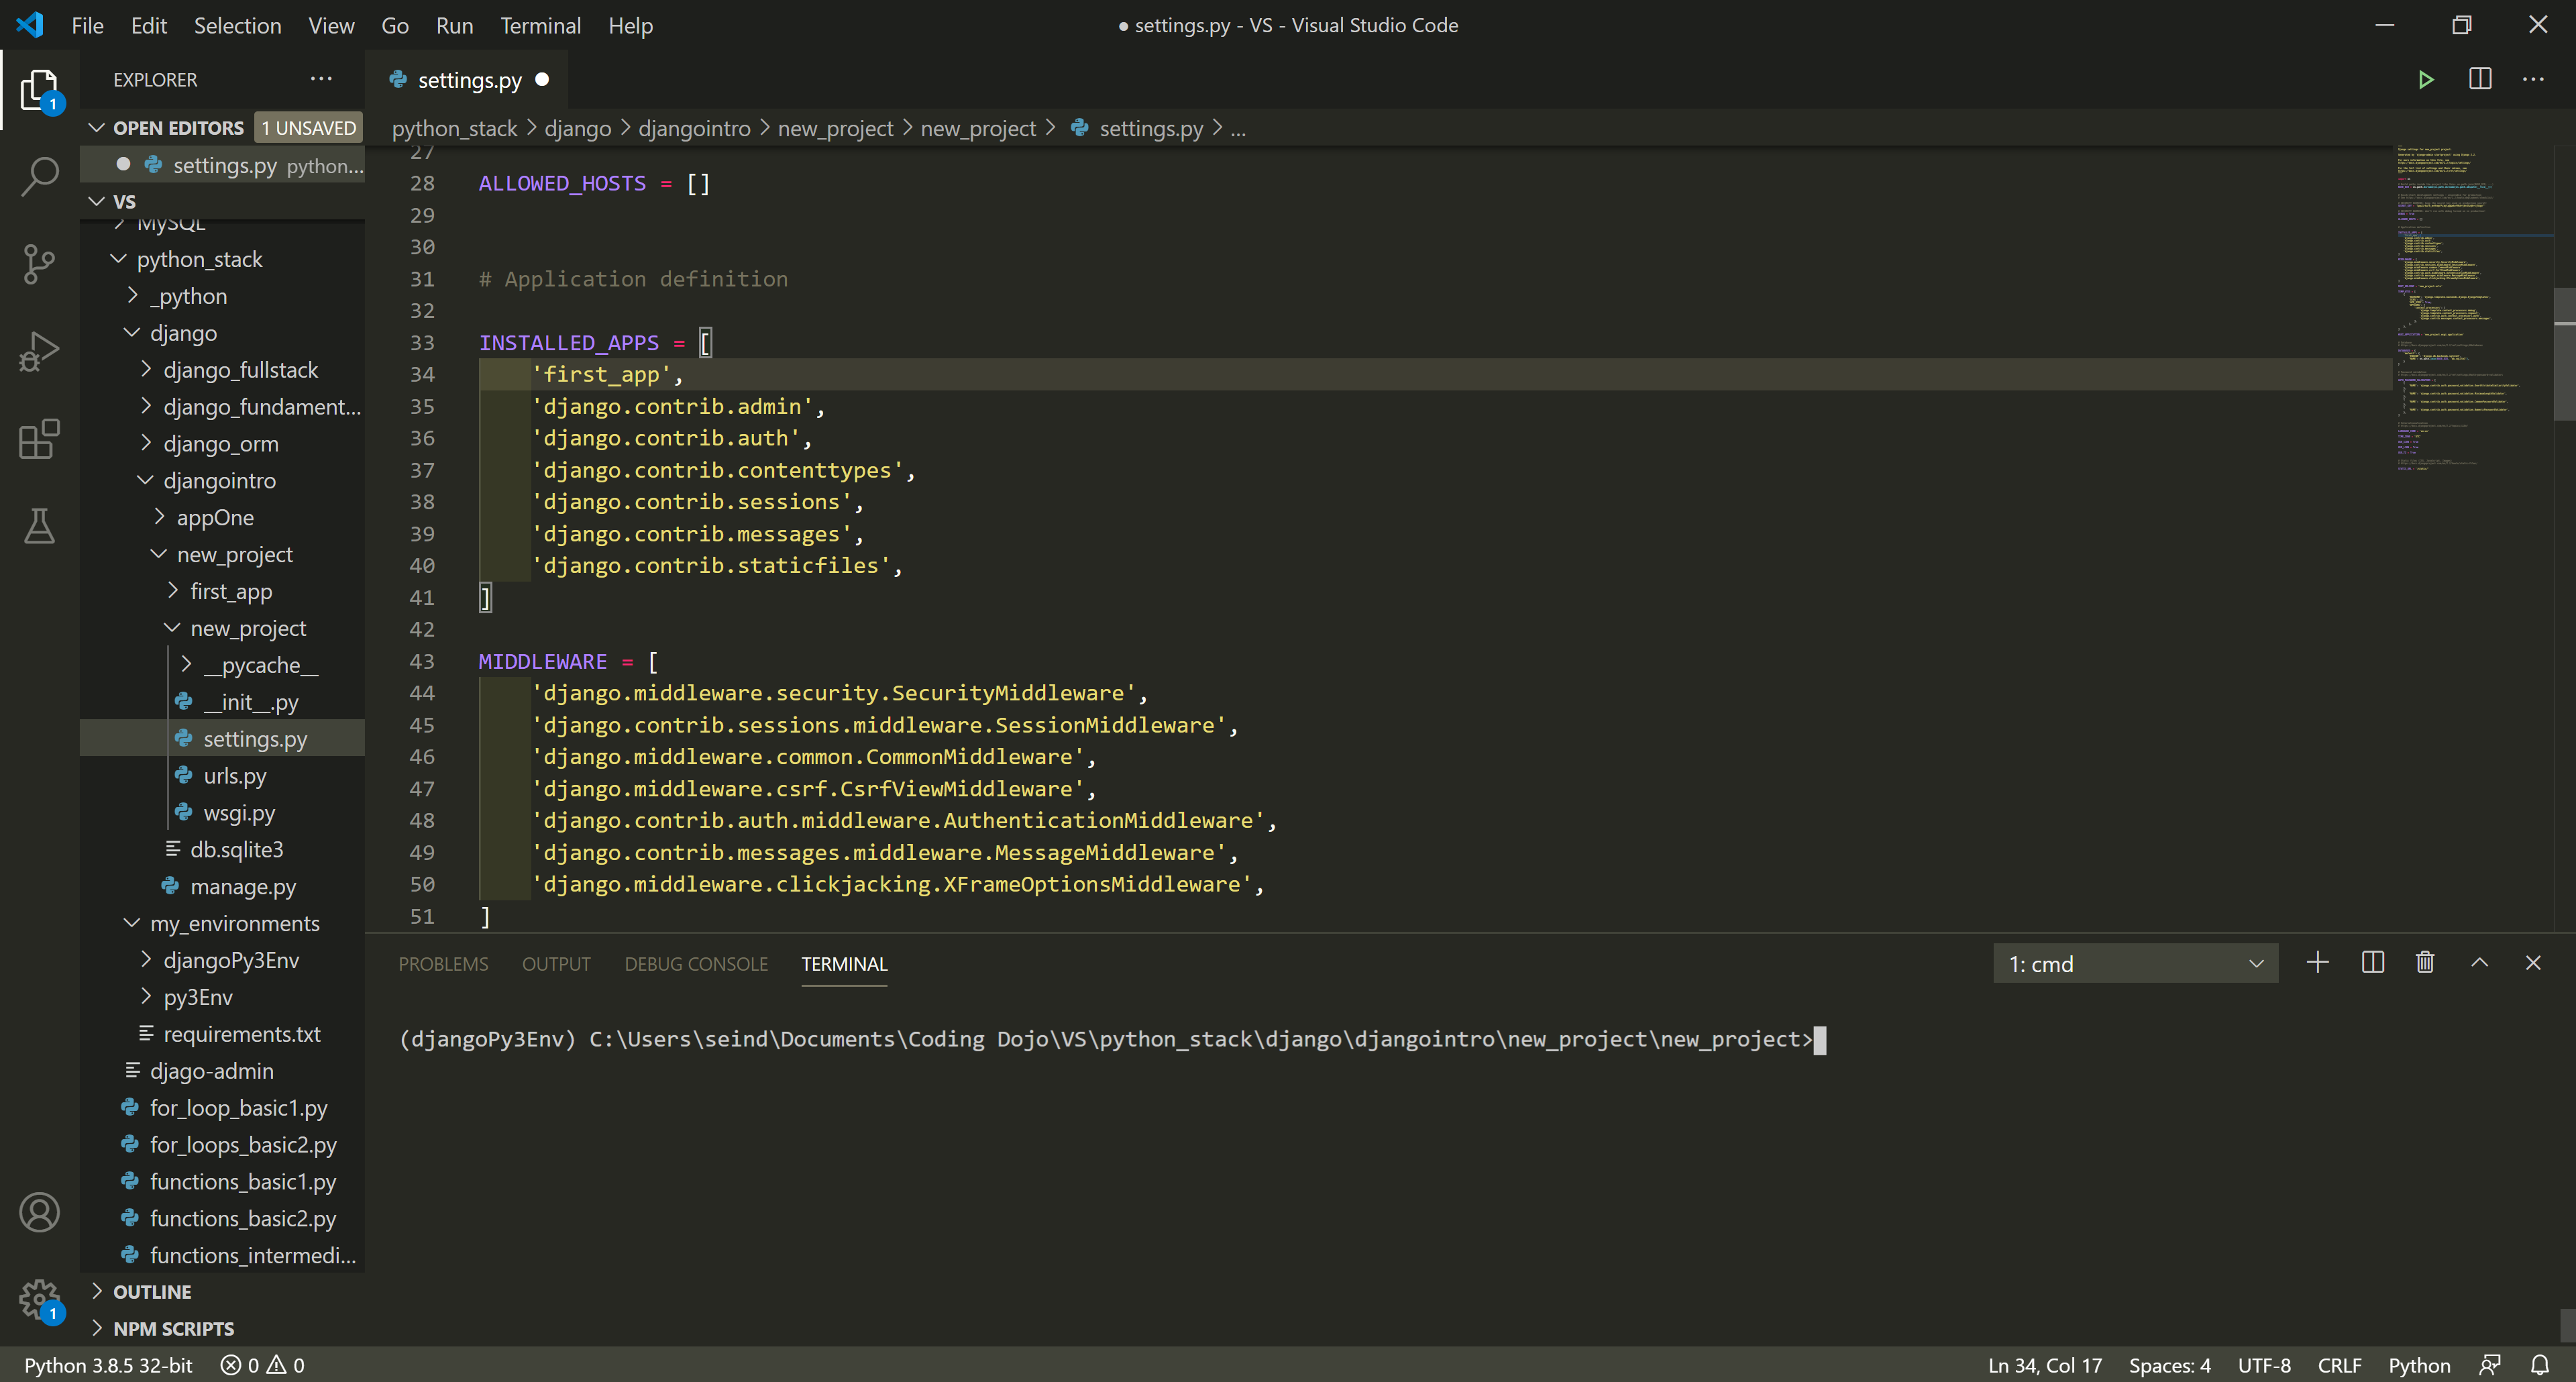 File Edit Selection View Go Run Terminal Help
● settings.py - VS - Visual Studio Code
EXPLORER
1
OPEN EDITORS 1 UNSAVED
settings.py python...
VS
MySQL
python_stack
_python
django
django_fullstack
django_fundament...
django_orm
djangointro
appOne
new_project
first_app
new_project
__pycache__
__init__.py
settings.py
urls.py
wsgi.py
db.sqlite3
manage.py
my_environments
djangoPy3Env
py3Env
requirements.txt
djago-admin
for_loop_basic1.py
for_loops_basic2.py
functions_basic1.py
functions_basic2.py
functions_intermedi...
OUTLINE
NPM SCRIPTS
1
settings.py
python_stack > django > djangointro > new_project > new_project > settings.py > ...
27
28 ALLOWED_HOSTS = []
29
30
31 # Application definition
32
33 INSTALLED_APPS = [
34 'first_app',
35 'django.contrib.admin',
36 'django.contrib.auth',
37 'django.contrib.contenttypes',
38 'django.contrib.sessions',
39 'django.contrib.messages',
40 'django.contrib.staticfiles',
41 ]
42
43 MIDDLEWARE = [
44 'django.middleware.security.SecurityMiddleware',
45 'django.contrib.sessions.middleware.SessionMiddleware',
46 'django.middleware.common.CommonMiddleware',
47 'django.middleware.csrf.CsrfViewMiddleware',
48 'django.contrib.auth.middleware.AuthenticationMiddleware',
49 'django.contrib.messages.middleware.MessageMiddleware',
50 'django.middleware.clickjacking.XFrameOptionsMiddleware',
51 ]
PROBLEMS OUTPUT DEBUG CONSOLE TERMINAL
1: cmd
(djangoPy3Env) C:\Users\seind\Documents\Coding Dojo\VS\python_stack\django\djangointro\new_project\new_project>
Python 3.8.5 32-bit 0 0
Ln 34, Col 17 Spaces: 4 UTF-8 CRLF Python